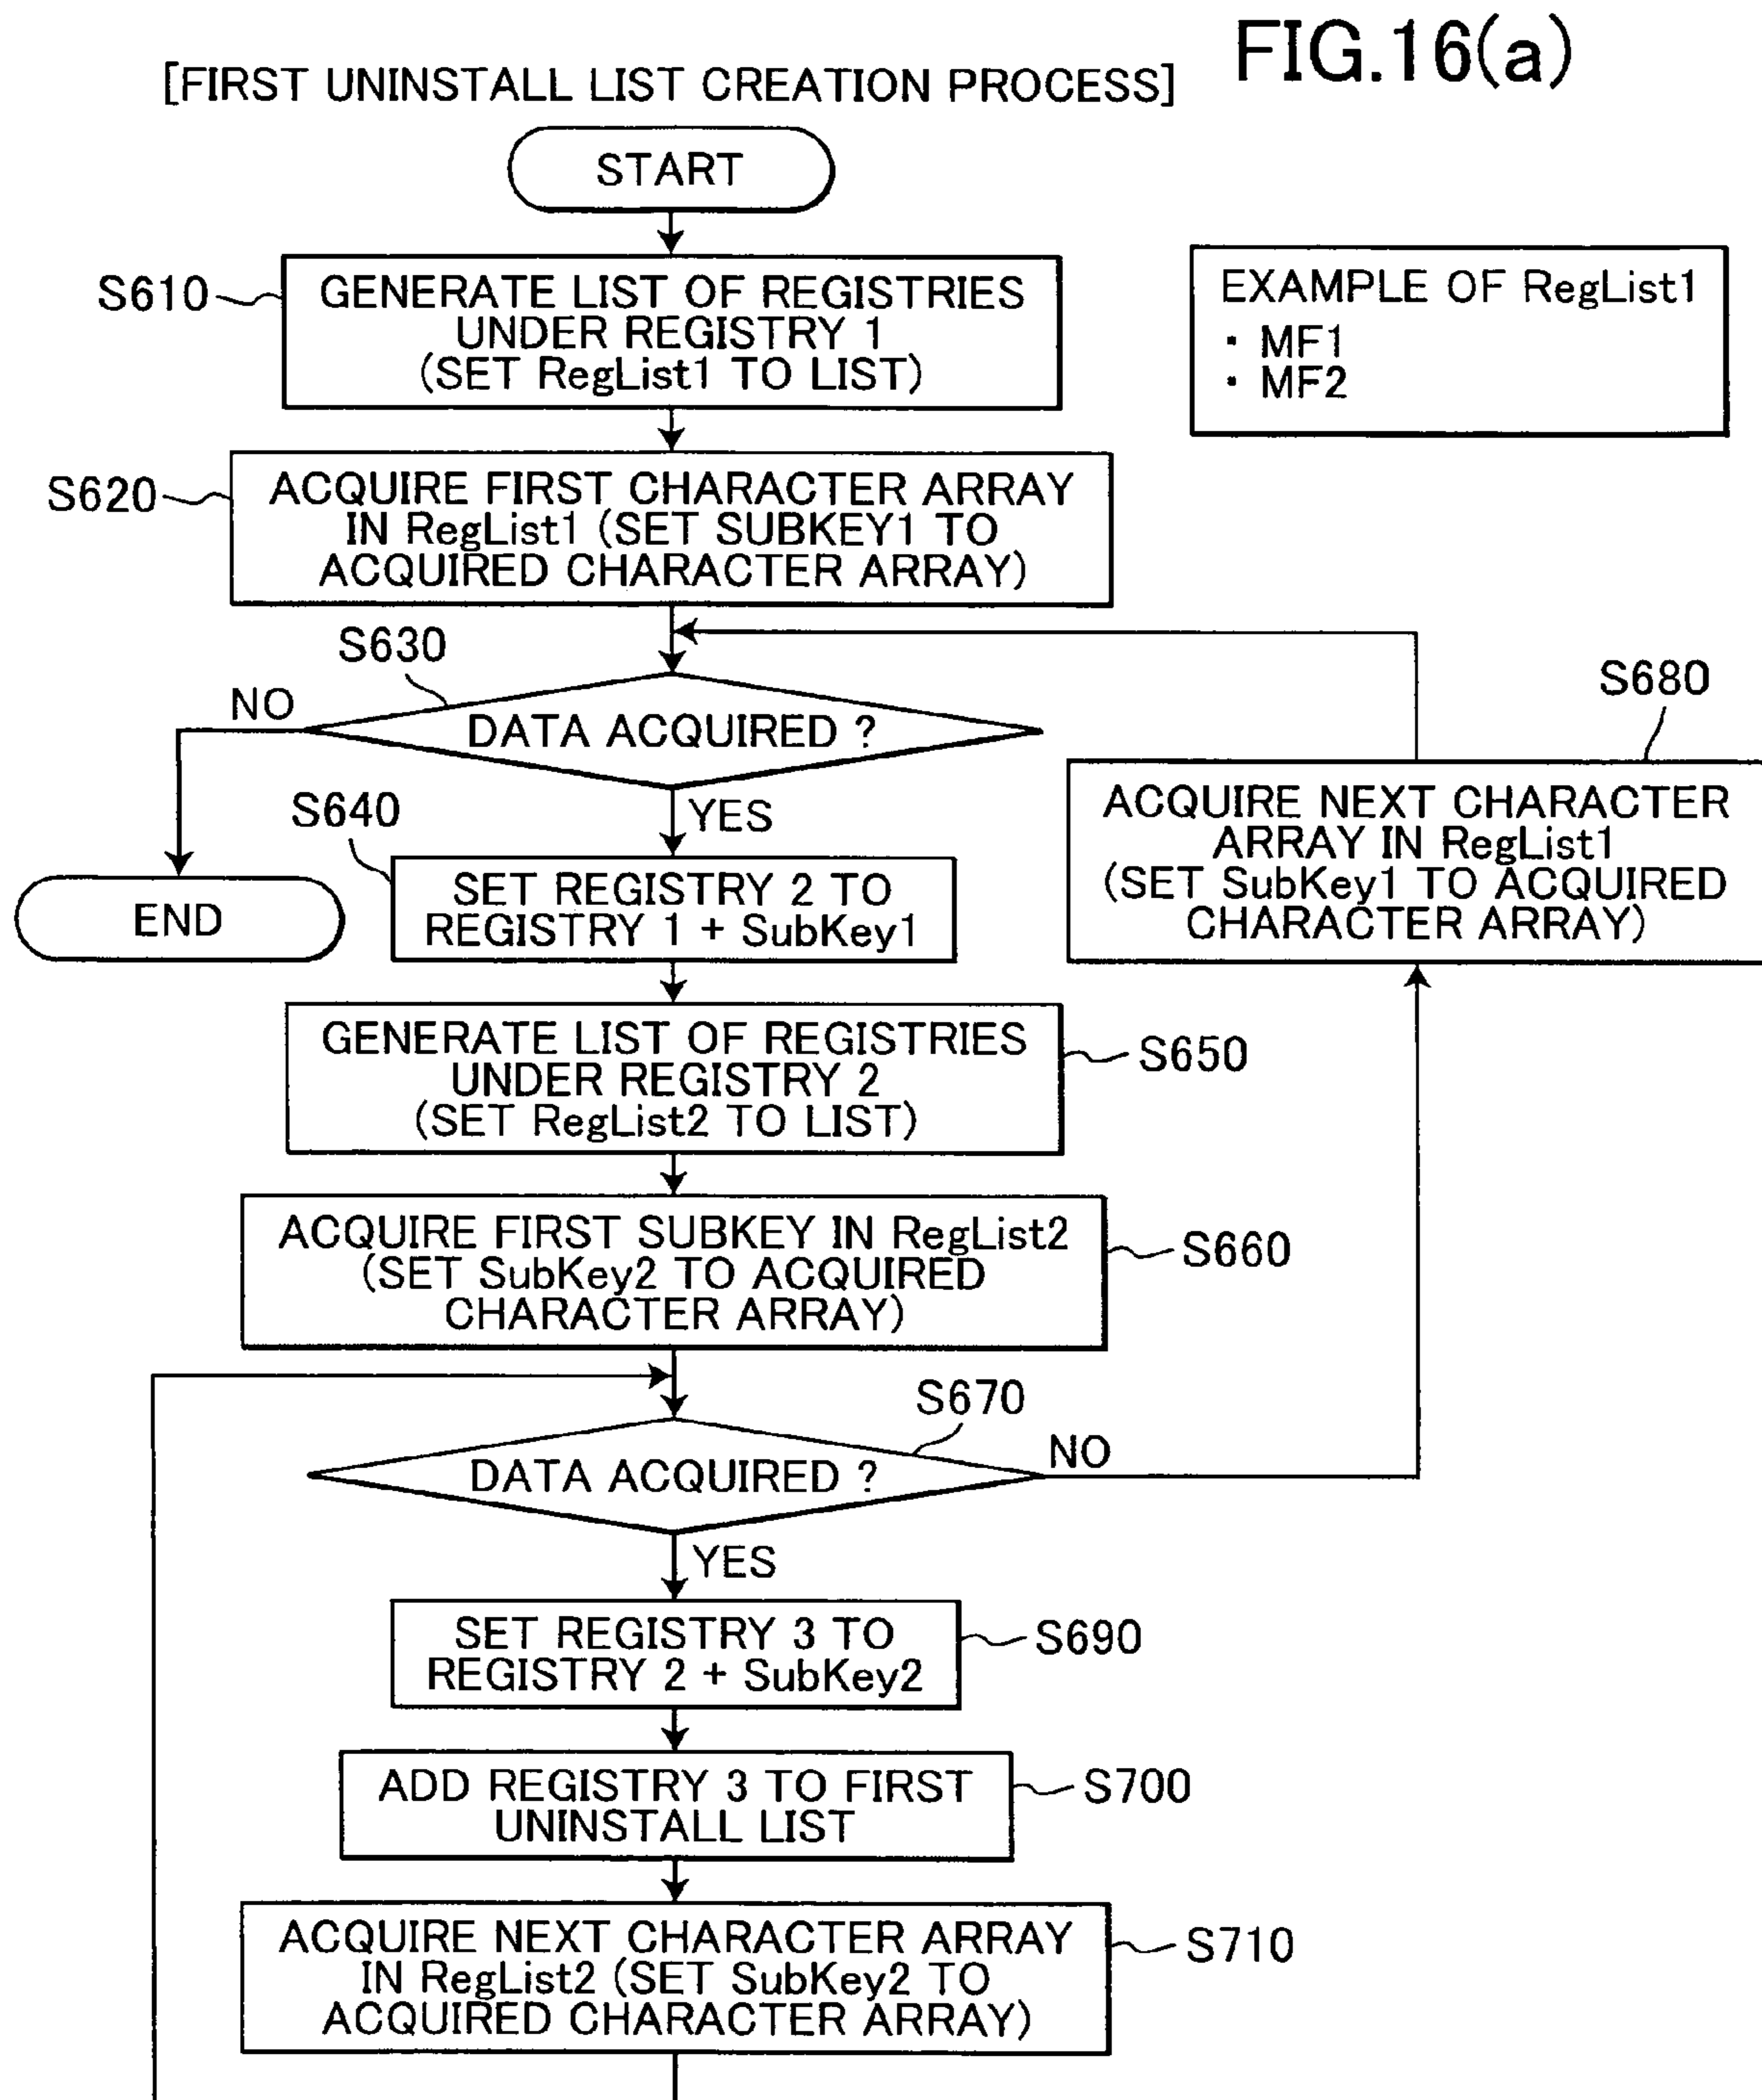 FIG.16(a)
[FIRST UNINSTALL LIST CREATION PROCESS]
START
S610
GENERATE LIST OF REGISTRIES
UNDER REGISTRY 1
(SET RegList1 TO LIST)
EXAMPLE OF RegList1
・ MF1
・ MF2
S620
ACQUIRE FIRST CHARACTER ARRAY
IN RegList1 (SET SUBKEY1 TO
ACQUIRED CHARACTER ARRAY)
S630
NO
DATA ACQUIRED ?
YES
S680
ACQUIRE NEXT CHARACTER
ARRAY IN RegList1
(SET SubKey1 TO ACQUIRED
CHARACTER ARRAY)
END
S640
SET REGISTRY 2 TO
REGISTRY 1 + SubKey1
GENERATE LIST OF REGISTRIES
UNDER REGISTRY 2
(SET RegList2 TO LIST)
S650
ACQUIRE FIRST SUBKEY IN RegList2
(SET SubKey2 TO ACQUIRED
CHARACTER ARRAY)
S660
S670
DATA ACQUIRED ?
NO
YES
SET REGISTRY 3 TO
REGISTRY 2 + SubKey2
S690
ADD REGISTRY 3 TO FIRST
UNINSTALL LIST
S700
ACQUIRE NEXT CHARACTER ARRAY
IN RegList2 (SET SubKey2 TO
ACQUIRED CHARACTER ARRAY)
S710